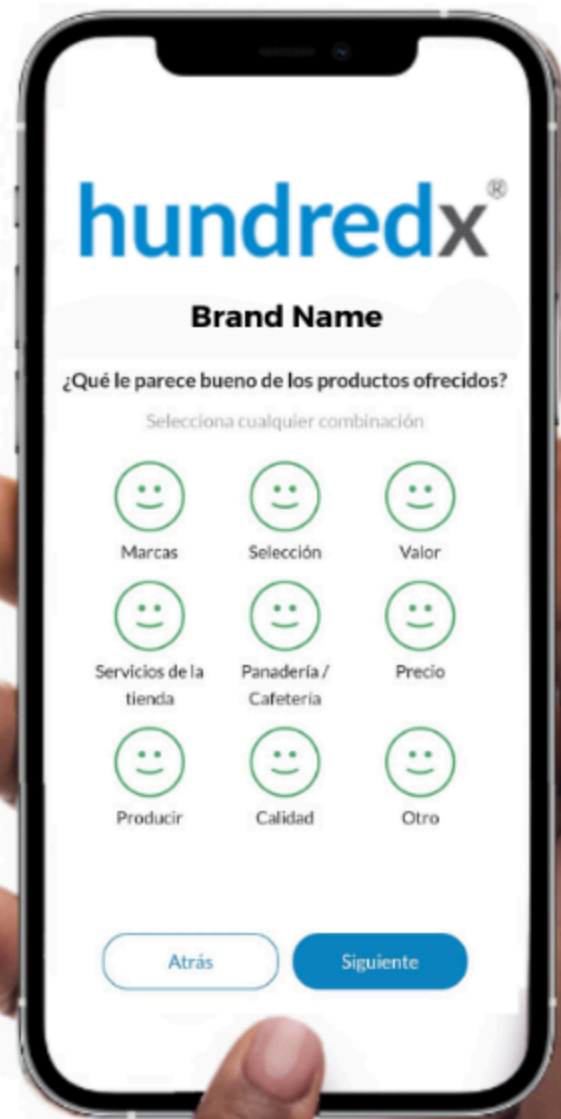 hundredx®
Brand Name
¿Qué le parece bueno de los productos ofrecidos?
Selecciona cualquier combinación
Marcas Selección Valor
Servicios de la tienda Panadería / Cafetería Precio
Producir Calidad Otro
Atrás Siguiente